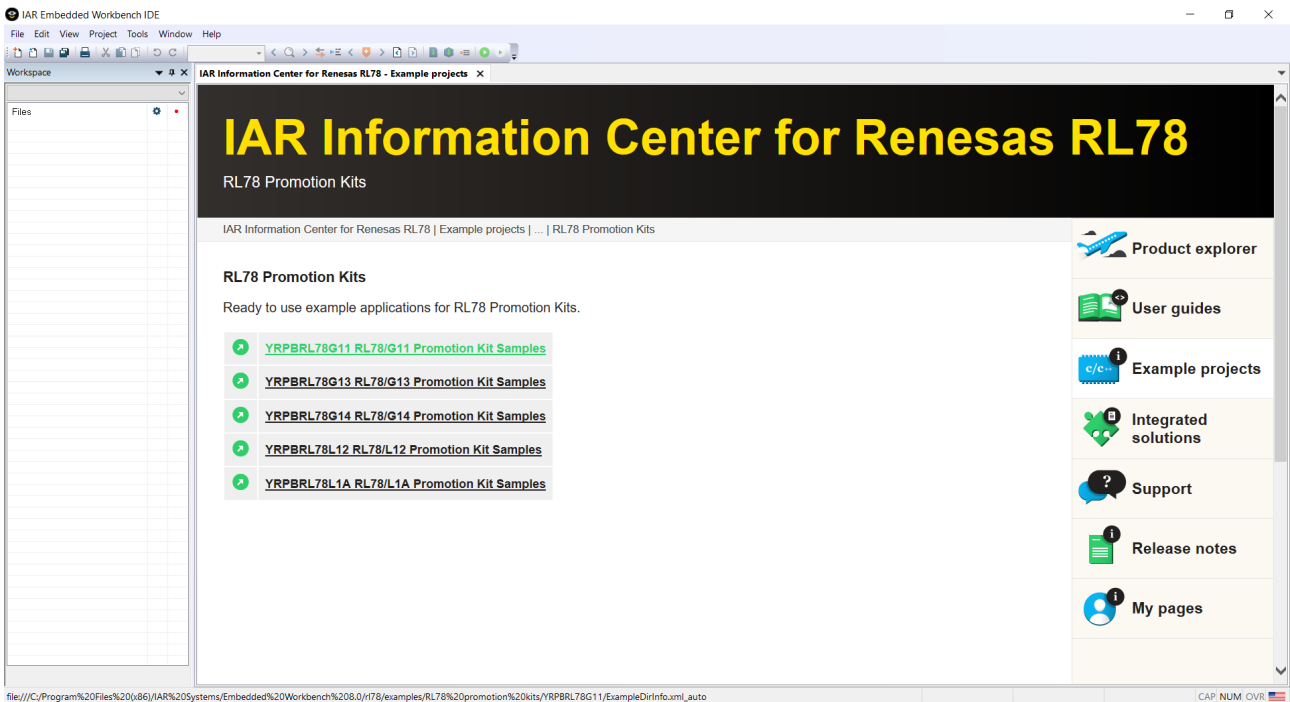 IAR Embedded Workbench IDE
File Edit View Project Tools Window Help
Workspace
IAR Information Center for Renesas RL78 - Example projects
Files
IAR Information Center for Renesas RL78
RL78 Promotion Kits
IAR Information Center for Renesas RL78 | Example projects | ... | RL78 Promotion Kits
RL78 Promotion Kits
Ready to use example applications for RL78 Promotion Kits.
YRPBRL78G11 RL78/G11 Promotion Kit Samples
YRPBRL78G13 RL78/G13 Promotion Kit Samples
YRPBRL78G14 RL78/G14 Promotion Kit Samples
YRPBRL78L12 RL78/L12 Promotion Kit Samples
YRPBRL78L1A RL78/L1A Promotion Kit Samples
Product explorer
User guides
Example projects
Integrated
solutions
Support
Release notes
My pages
file:///C:/Program%20Files%20(x86)/IAR%20Systems/Embedded%20Workbench%208.0/rl78/examples/RL78%20promotion%20kits/YRPBRL78G11/ExampleDirInfo.xml_auto
CAP NUM OVR